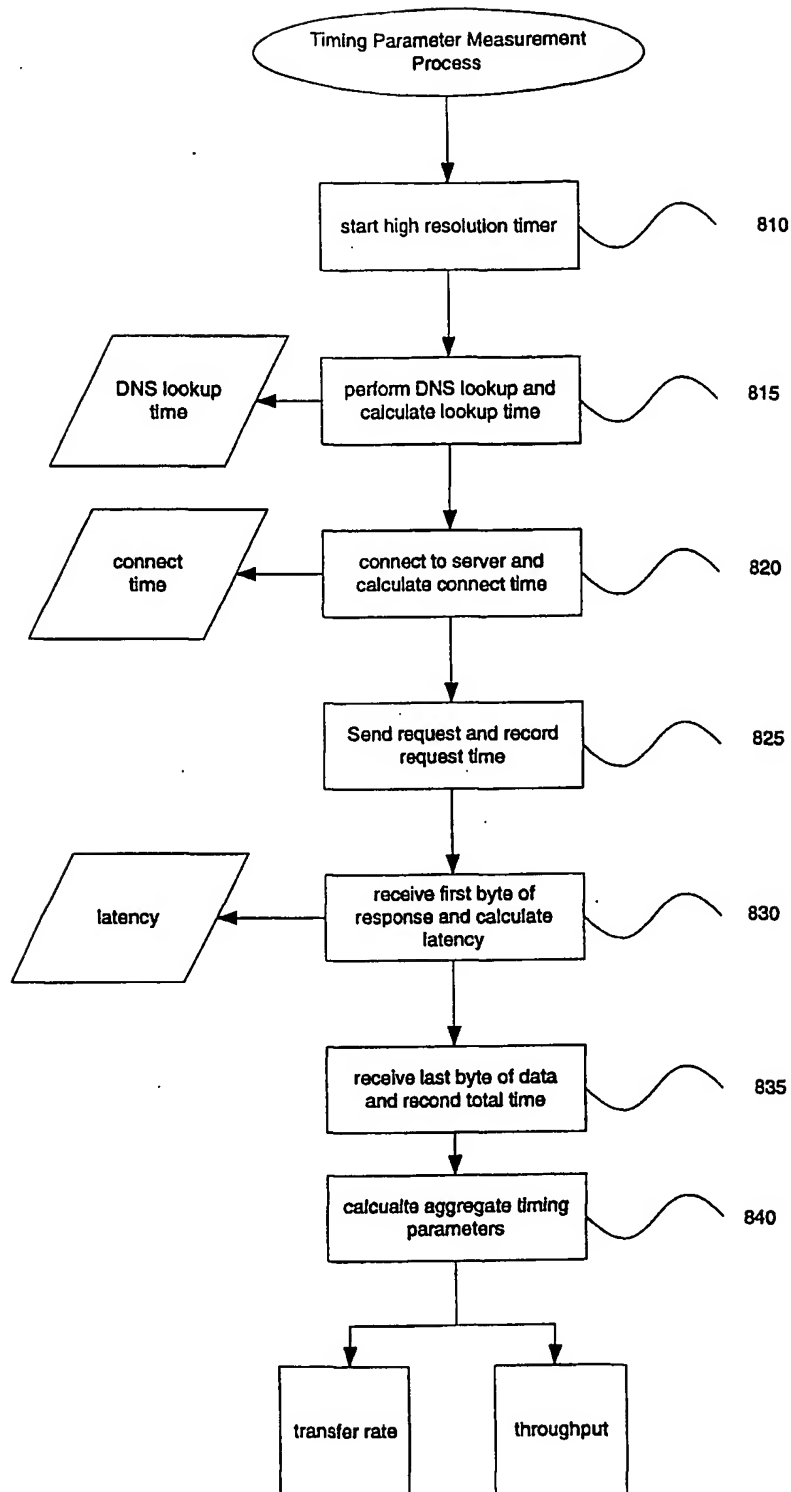 Timing Parameter Measurement
Process
start high resolution timer
810
DNS lookup
time
perform DNS lookup and
calculate lookup time
815
connect
time
connect to server and
calculate connect time
820
Send request and record
request time
825
latency
receive first byte of
response and calculate
latency
830
receive last byte of data
and recond total time
835
calcualte aggregate timing
parameters
840
transfer rate
throughput